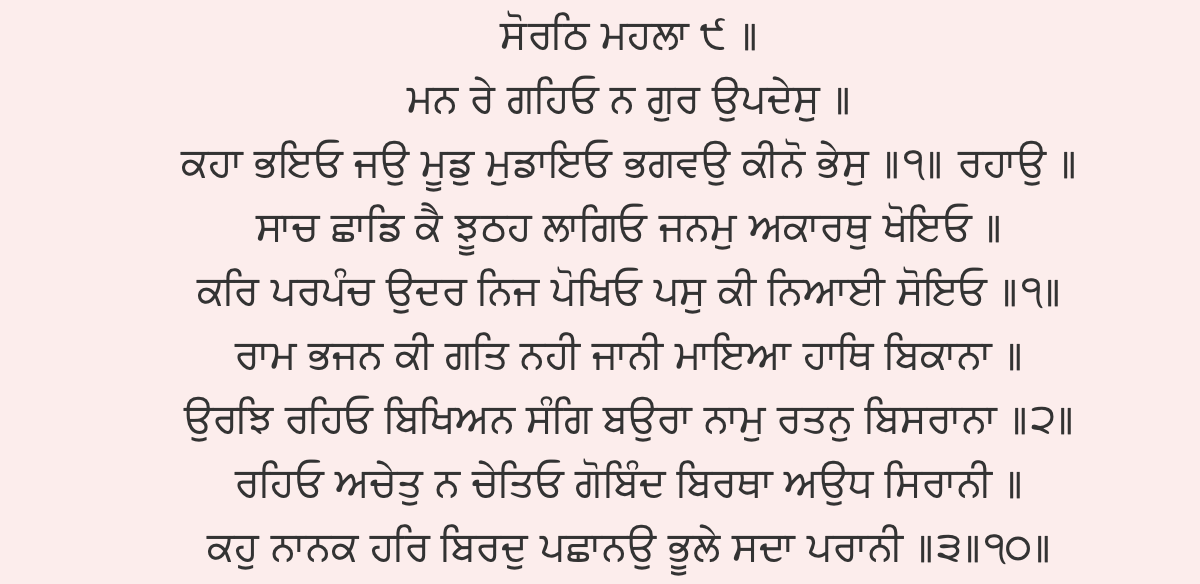 ਸੋਰਠਿ ਮਹਲਾ ੯ ॥
ਮਨ ਰੇ ਗਹਿਓ ਨ ਗੁਰ ਉਪਦੇਸੁ ॥
ਕਹਾ ਭਇਓ ਜਉ ਮੂਡੁ ਮੁਡਾਇਓ ਭਗਵਉ ਕੀਨੋ ਭੇਸੁ ॥੧॥ ਰਹਾਉ ॥
ਸਾਚ ਛਾਡਿ ਕੈ ਝੂਠਹ ਲਾਗਿਓ ਜਨਮੁ ਅਕਾਰਥੁ ਖੋਇਓ ॥
ਕਰਿ ਪਰਪੰਚ ਉਦਰ ਨਿਜ ਪੋਖਿਓ ਪਸੁ ਕੀ ਨਿਆਈ ਸੋਇਓ ॥੧॥
ਰਾਮ ਭਜਨ ਕੀ ਗਤਿ ਨਹੀ ਜਾਨੀ ਮਾਇਆ ਹਾਥਿ ਬਿਕਾਨਾ ॥
ਉਰਝਿ ਰਹਿਓ ਬਿਖਿਅਨ ਸੰਗਿ ਬਉਰਾ ਨਾਮੁ ਰਤਨੁ ਬਿਸਰਾਨਾ ॥੨॥
ਰਹਿਓ ਅਚੇਤੁ ਨ ਚੇਤਿਓ ਗੋਬਿੰਦ ਬਿਰਥਾ ਅਉਧ ਸਿਰਾਨੀ ॥
ਕਹੁ ਨਾਨਕ ਹਰਿ ਬਿਰਦੁ ਪਛਾਨਉ ਭੂਲੇ ਸਦਾ ਪਰਾਨੀ ॥੩॥੧੦॥